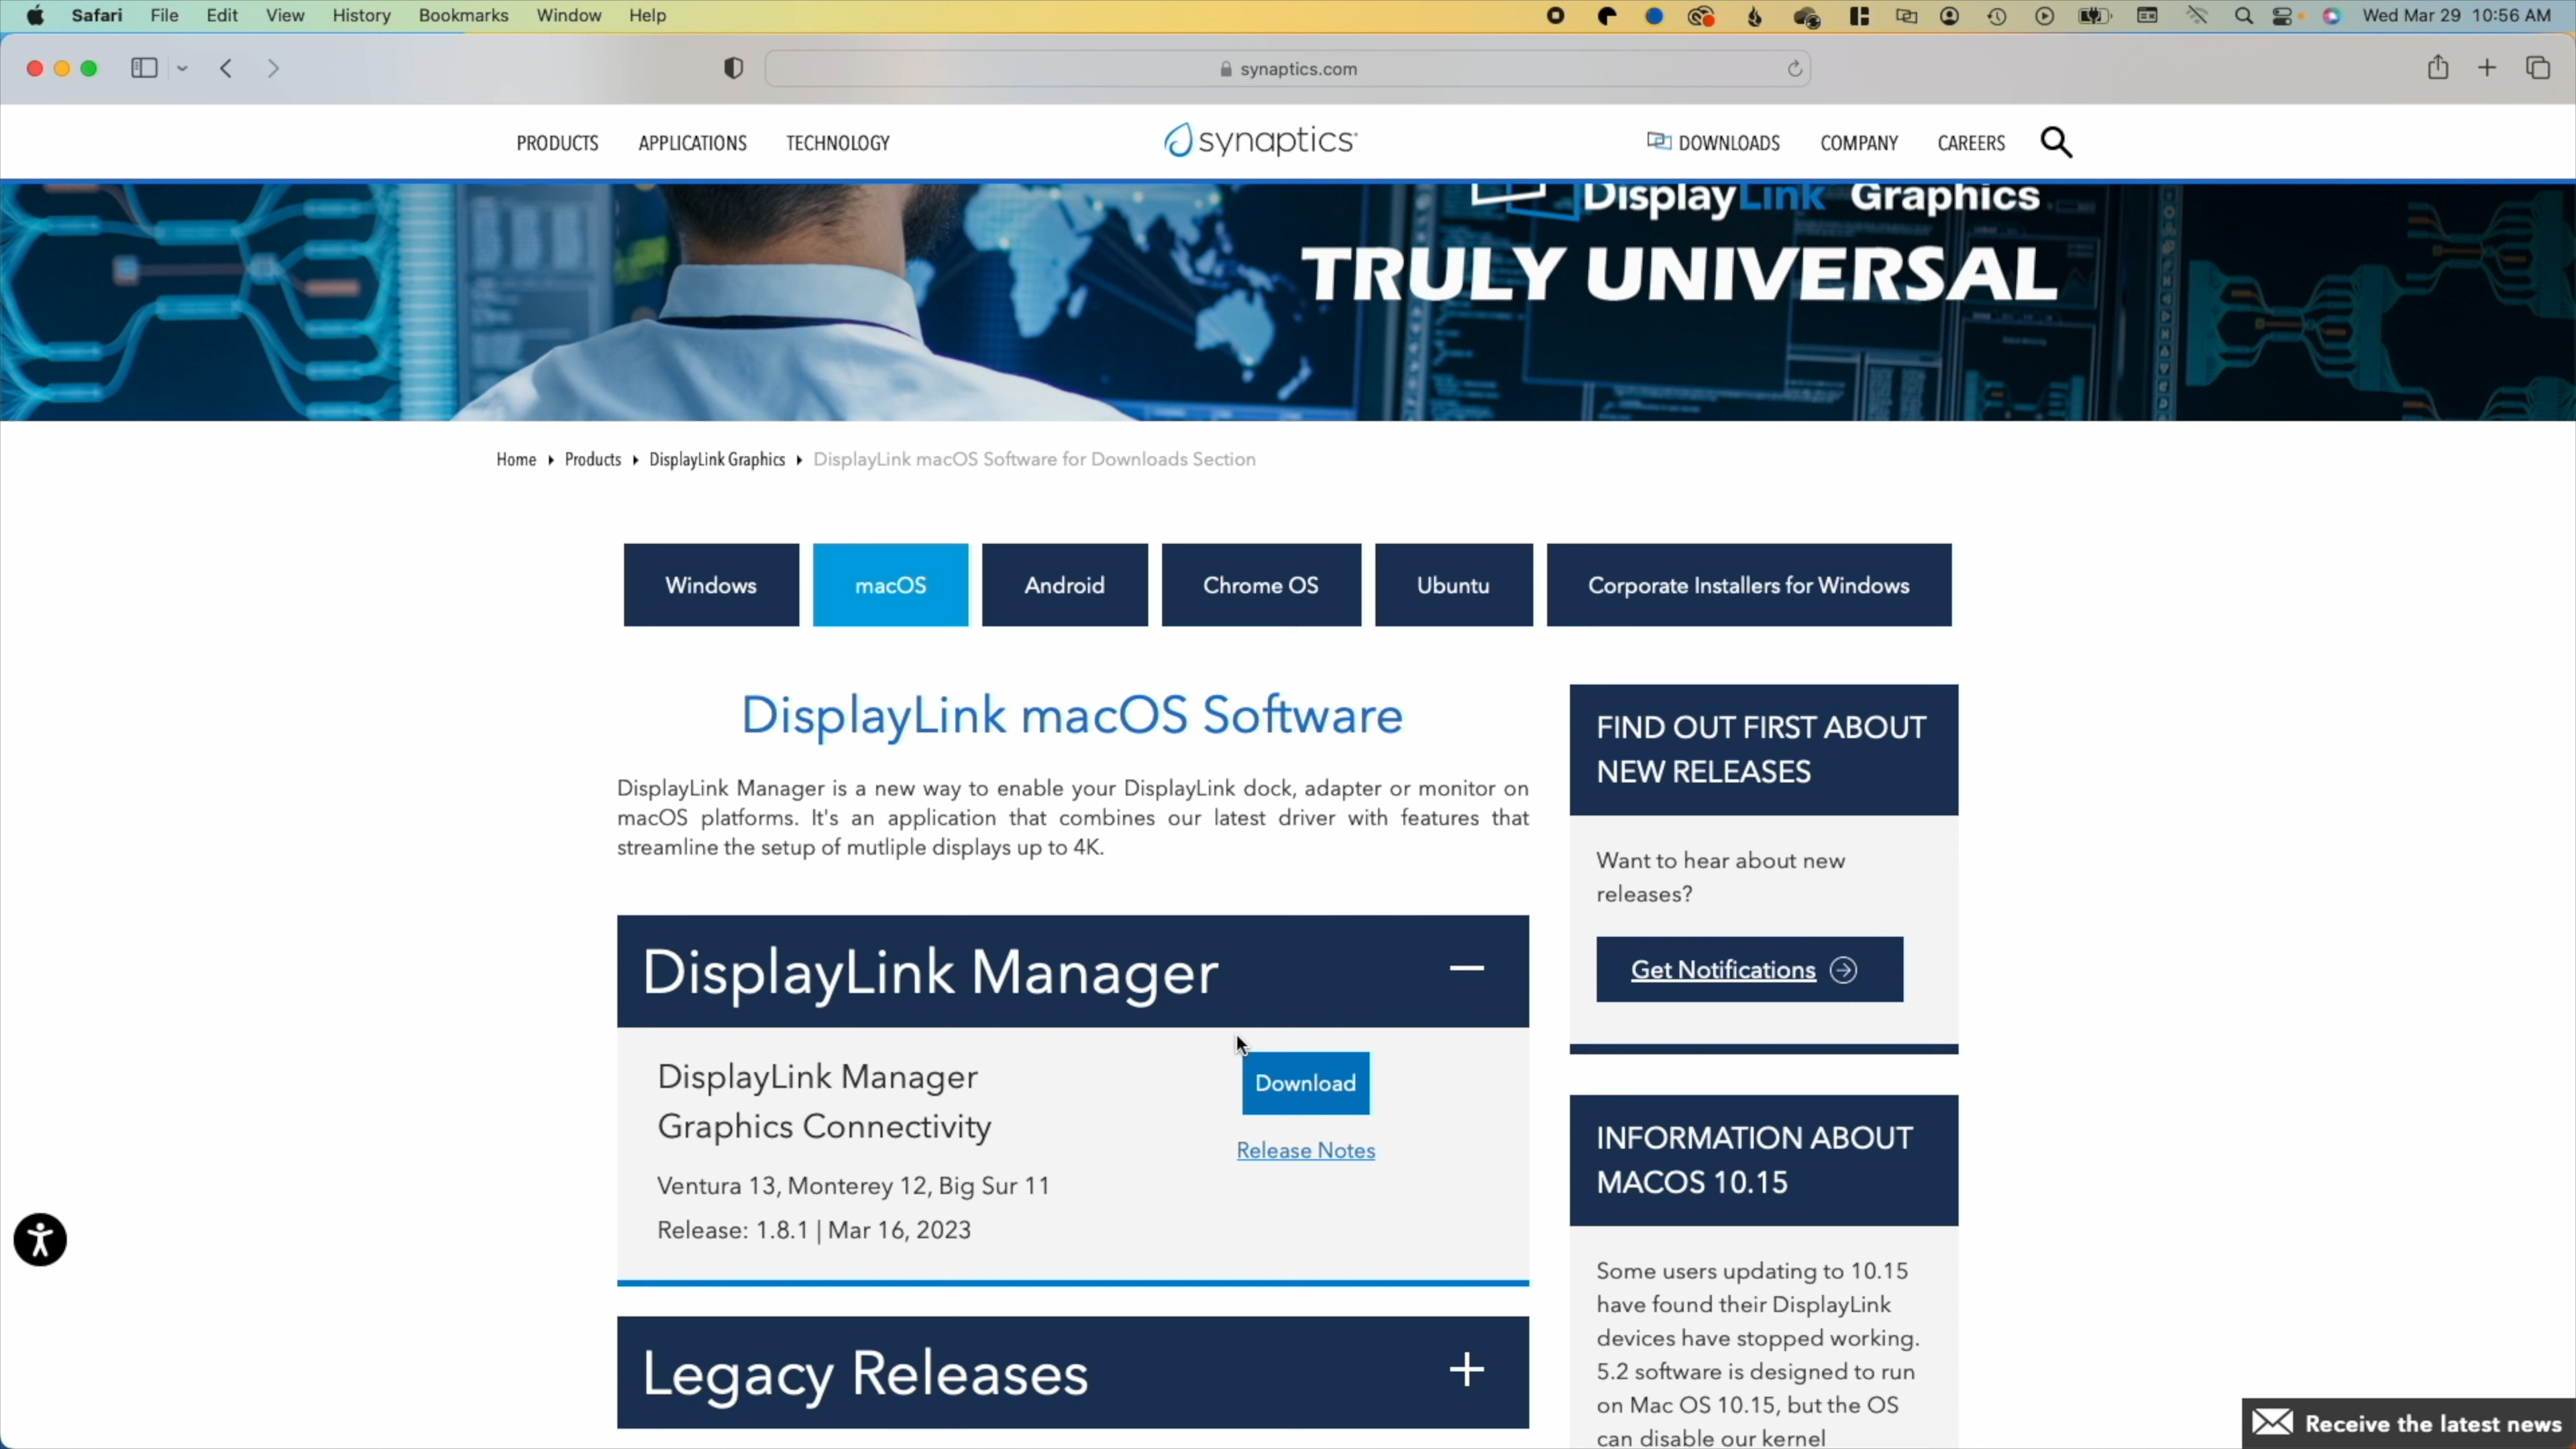 Safari File Edit View History Bookmarks Window Help Wed Mar 29 10:56 AM
synaptics.com
PRODUCTS APPLICATIONS TECHNOLOGY synaptics DOWNLOADS COMPANY CAREERS
DisplayLink Graphics
TRULY UNIVERSAL
Home Products DisplayLink Graphics DisplayLink macOS Software for Downloads Section
Windows macOS Android Chrome OS Ubuntu Corporate Installers for Windows
DisplayLink macOS Software
DisplayLink Manager is a new way to enable your DisplayLink dock, adapter or monitor on
macOS platforms. It's an application that combines our latest driver with features that
streamline the setup of mutliple displays up to 4K.
DisplayLink Manager
DisplayLink Manager
Graphics Connectivity
Ventura 13, Monterey 12, Big Sur 11
Release: 1.8.1 | Mar 16, 2023
Download
Release Notes
Legacy Releases
FIND OUT FIRST ABOUT
NEW RELEASES
Want to hear about new
releases?
Get Notifications
INFORMATION ABOUT
MACOS 10.15
Some users updating to 10.15
have found their DisplayLink
devices have stopped working.
5.2 software is designed to run
on Mac OS 10.15, but the OS
can disable our kernel
Receive the latest news